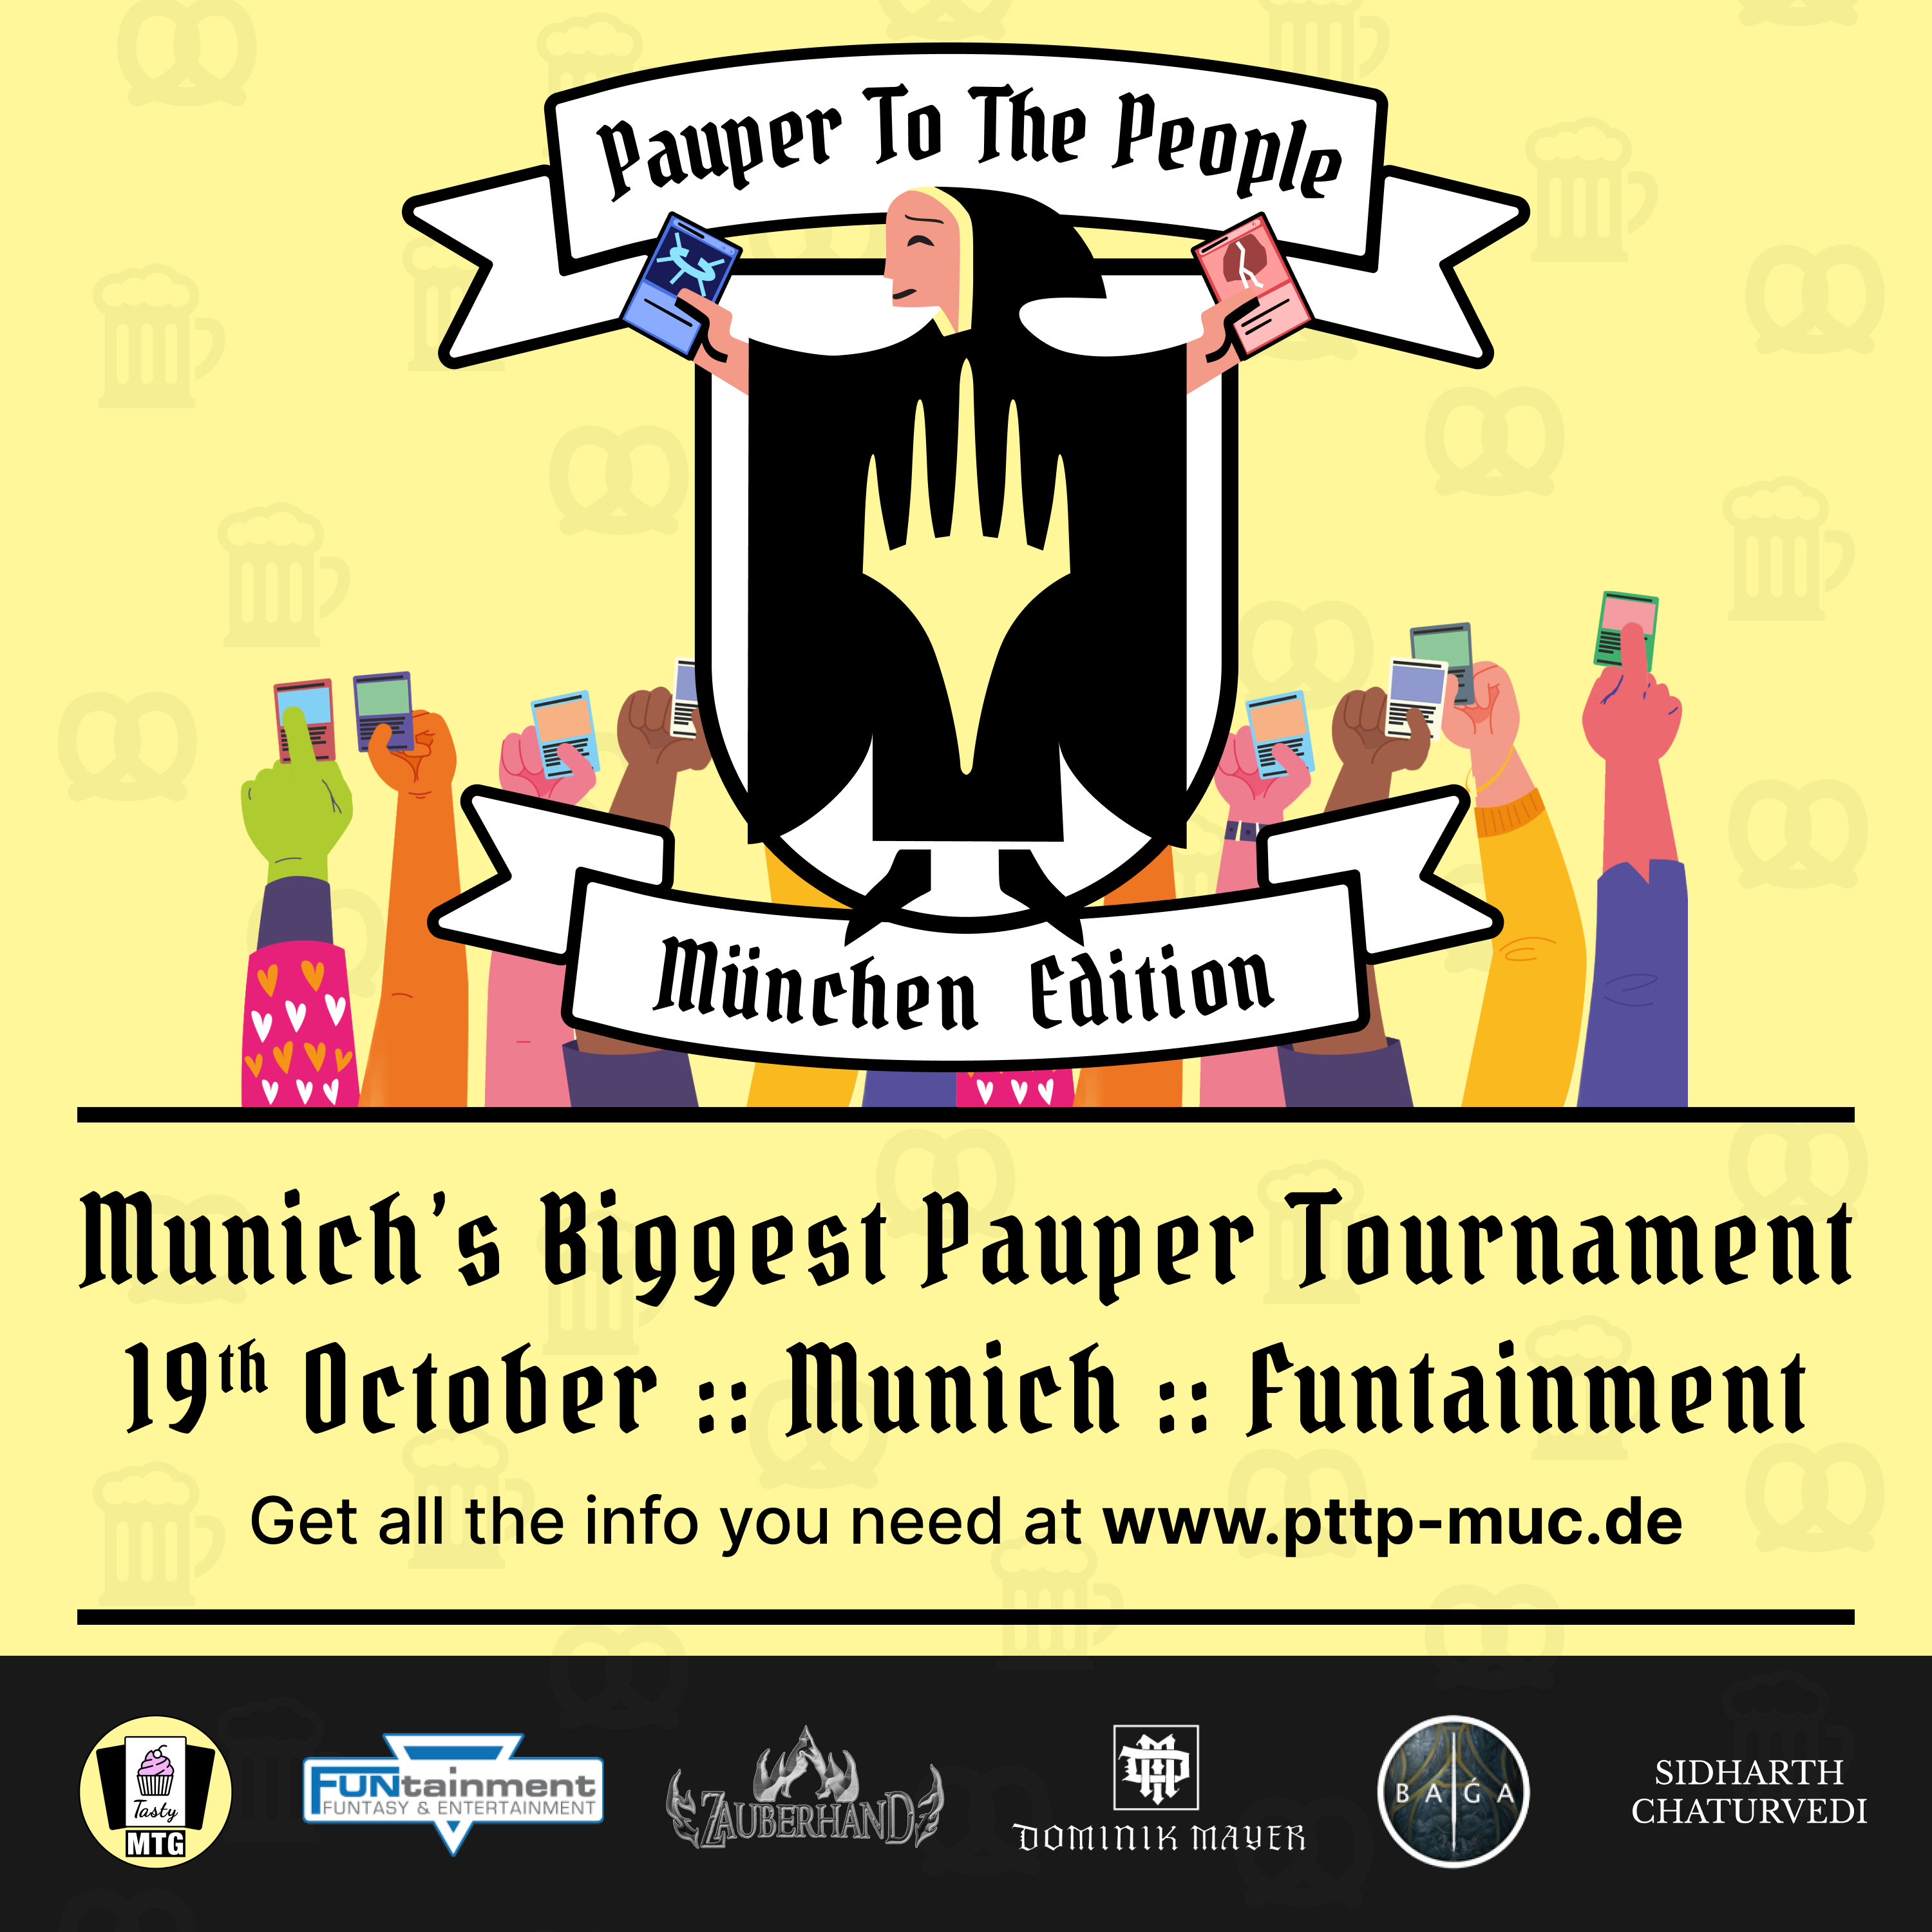 Pauper To The People
München Edition
Munich's Biggest Pauper Tournament
19th October :: Munich :: Funtainment
Get all the info you need at www.pttp-muc.de
Tasty
MTG
FUNtainment
FUNTASY & ENTERTAINMENT
ZAUBERHAND
DOMINIK MAYER
BAǴA
SIDHARTH
CHATURVEDI